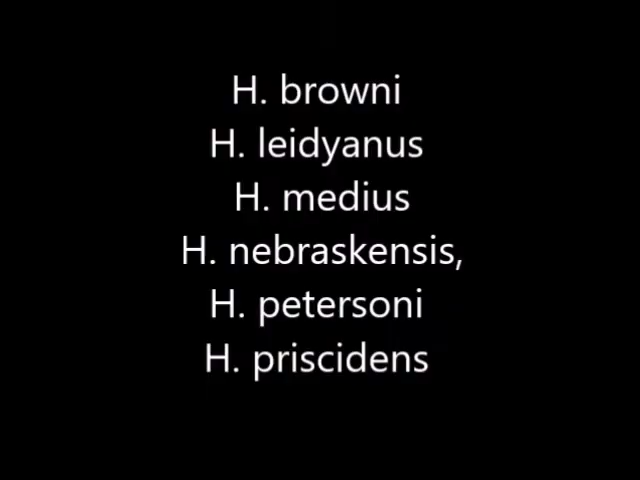 H. browni
H. leidyanus
H. medius
H. nebraskensis,
H. petersoni
H. priscidens